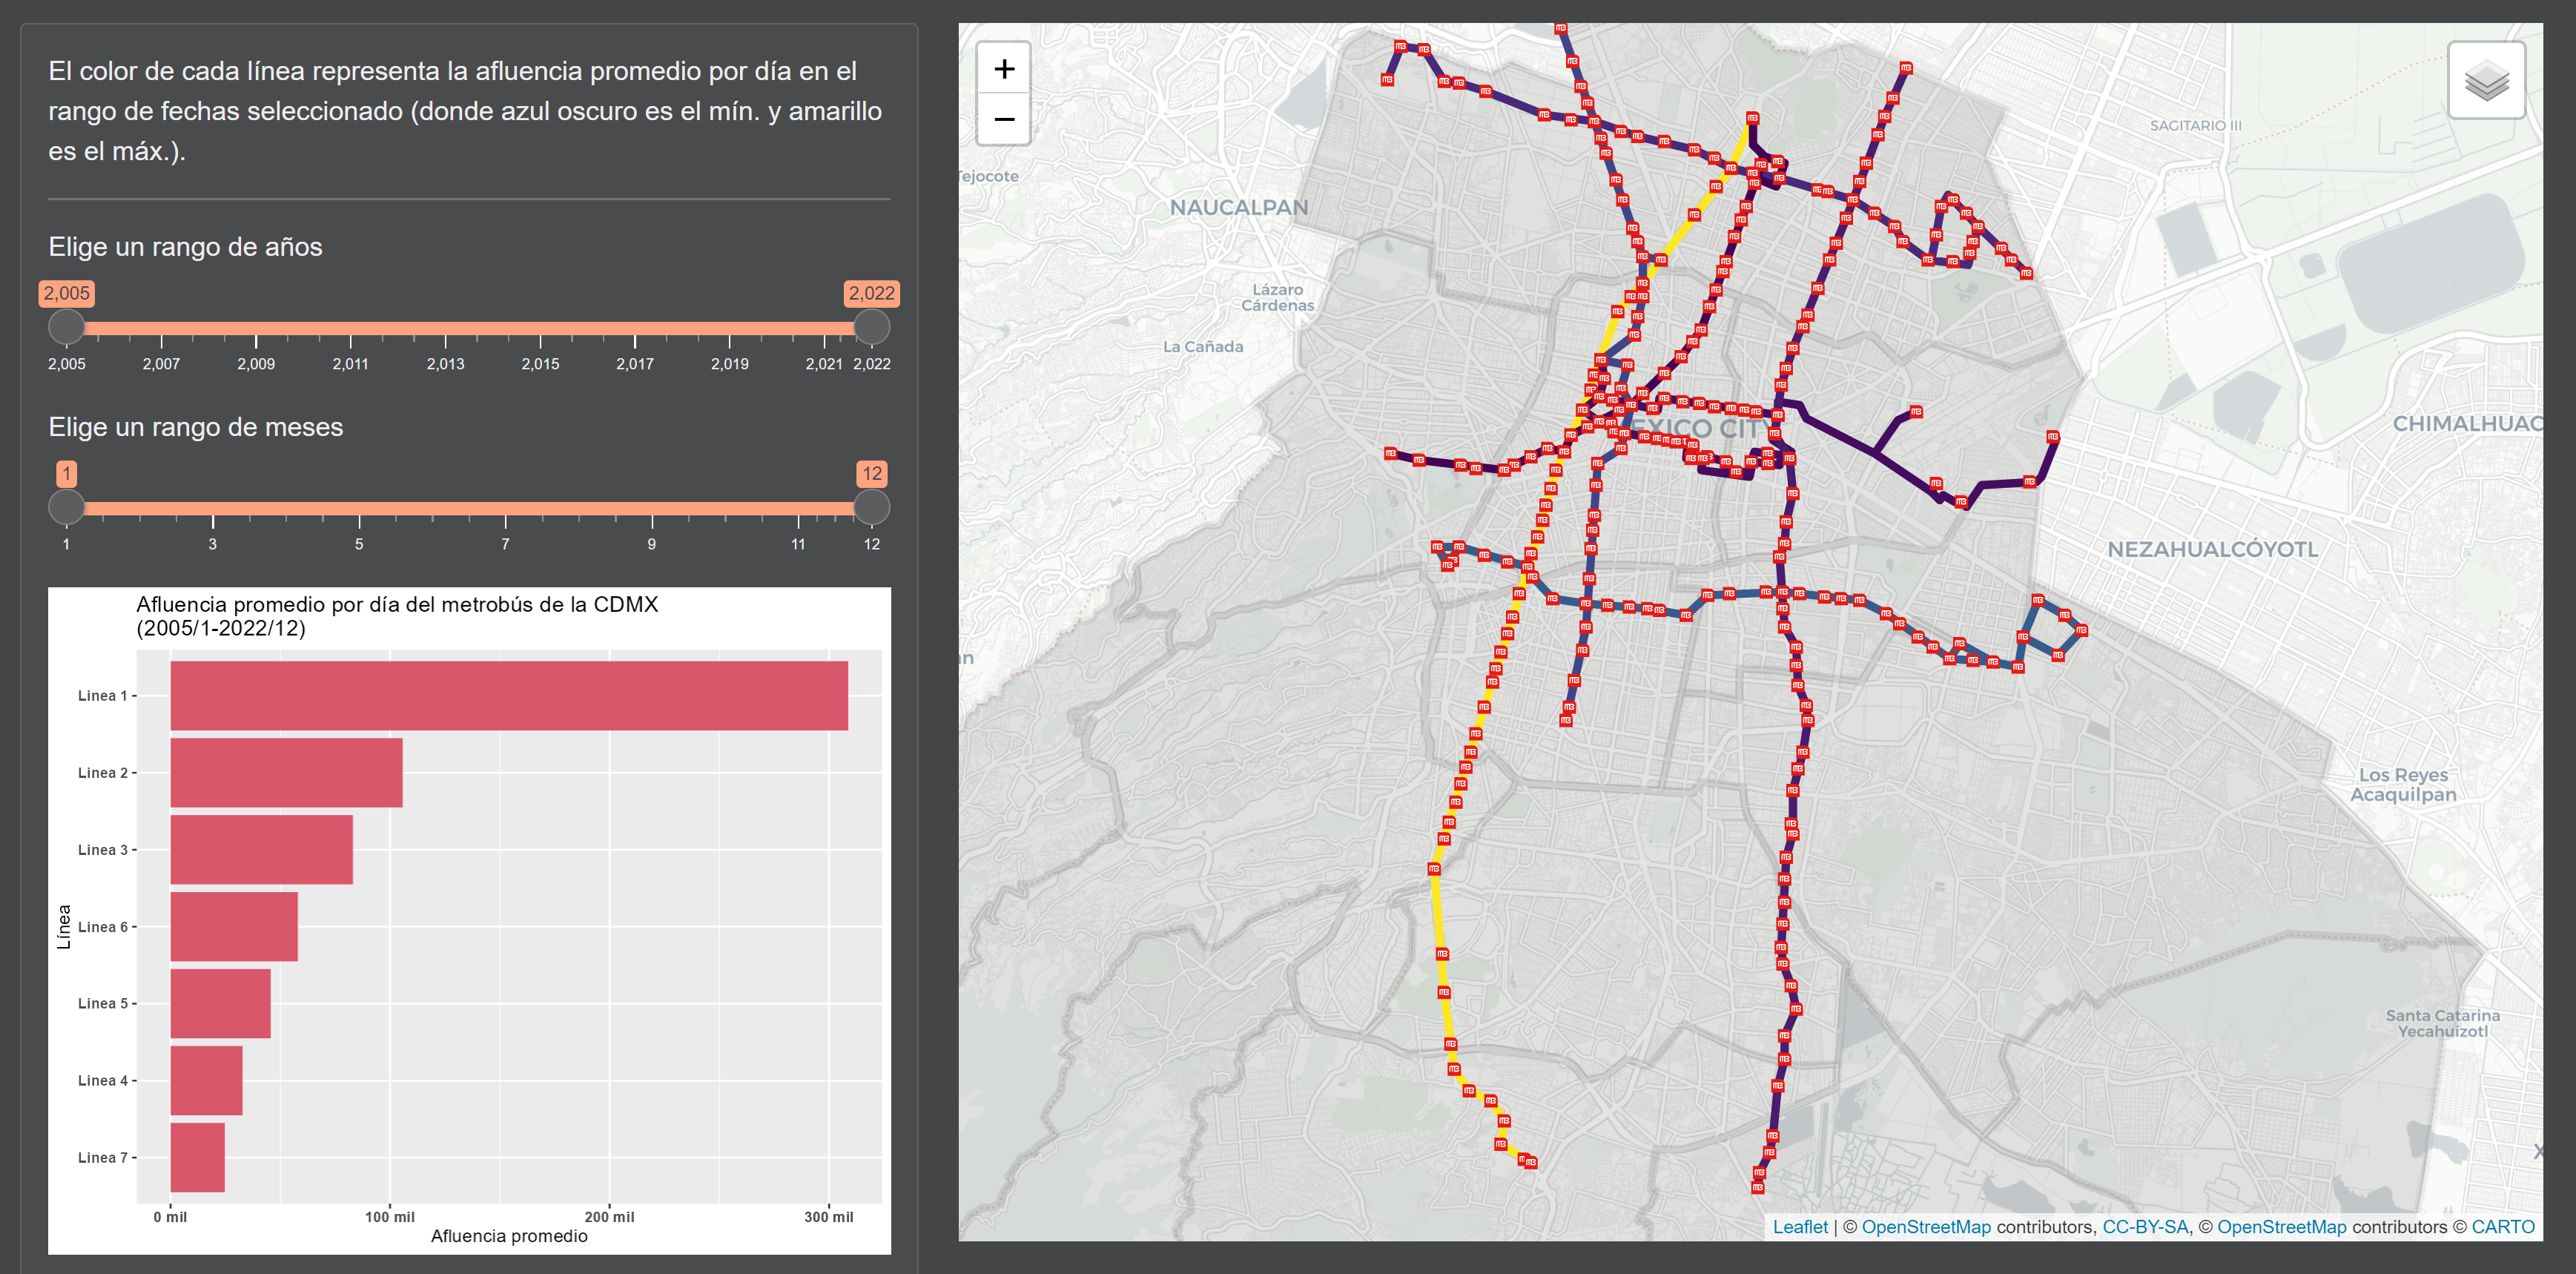 El color de cada línea representa la afluencia promedio por día en el
rango de fechas seleccionado (donde azul oscuro es el mín. y amarillo
es el máx.).
Elige un rango de años
2,005 2,022
2,005 2,007 2,009 2,011 2,013 2,015 2,017 2,019 2,021 2,022
Elige un rango de meses
1 12
1 3 5 7 9 11 12
Afluencia promedio por día del metrobús de la CDMX
(2005/1-2022/12)
Línea
Linea 1
Linea 2
Linea 3
Linea 6
Linea 5
Linea 4
Linea 7
0 mil 100 mil 200 mil 300 mil
Afluencia promedio
+
−
SAGITARIO III
Tejocote
NAUCALPAN
Lázaro
Cárdenas
La Cañada
EXICO CITY
CHIMALHUAC
NEZAHUALCÓYOTL
Los Reyes
Acaquilpan
Santa Catarina
Yecahuizotl
Leaflet | © OpenStreetMap contributors, CC-BY-SA, © OpenStreetMap contributors © CARTO